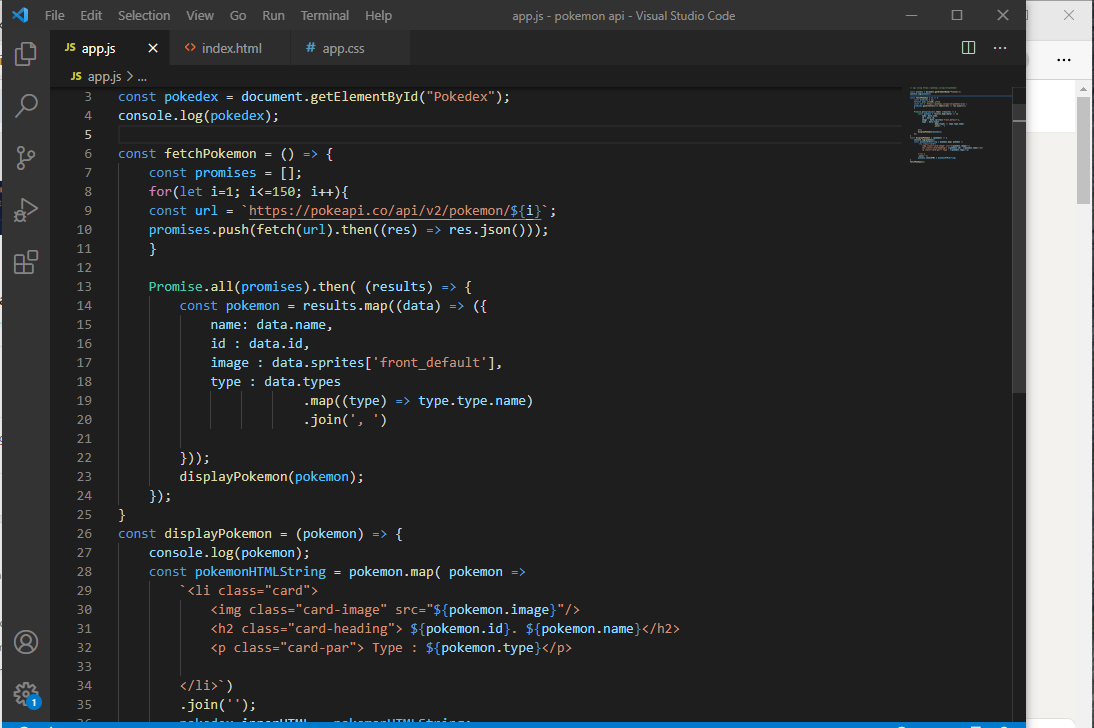 File Edit Selection View Go Run Terminal Help app.js - pokemon api - Visual Studio Code
JS app.js index.html # app.css
JS app.js > ...
3 const pokedex = document.getElementById("Pokedex");
4 console.log(pokedex);
5
6 const fetchPokemon = () => {
7 const promises = [];
8 for(let i=1; i<=150; i++){
9 const url = `https://pokeapi.co/api/v2/pokemon/${i}`;
10 promises.push(fetch(url).then((res) => res.json()));
11 }
12
13 Promise.all(promises).then( (results) => {
14 const pokemon = results.map((data) => ({
15 name: data.name,
16 id : data.id,
17 image : data.sprites['front_default'],
18 type : data.types
19 .map((type) => type.type.name)
20 .join(', ')
21
22 }));
23 displayPokemon(pokemon);
24 });
25 }
26 const displayPokemon = (pokemon) => {
27 console.log(pokemon);
28 const pokemonHTMLString = pokemon.map( pokemon =>
29 `<li class="card">
30 <img class="card-image" src="${pokemon.image}"/>
31 <h2 class="card-heading"> ${pokemon.id}. ${pokemon.name}</h2>
32 <p class="card-par"> Type : ${pokemon.type}</p>
33
34 </li>`)
35 .join('');
36 pokedex.innerHTML = pokemonHTMLString;
1